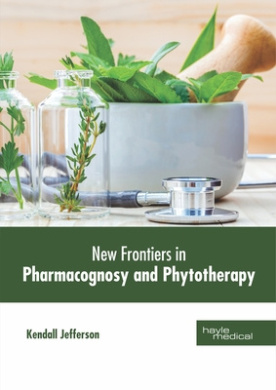 New Frontiers in
Pharmacognosy and Phytotherapy
Kendall Jefferson
hayle
medical